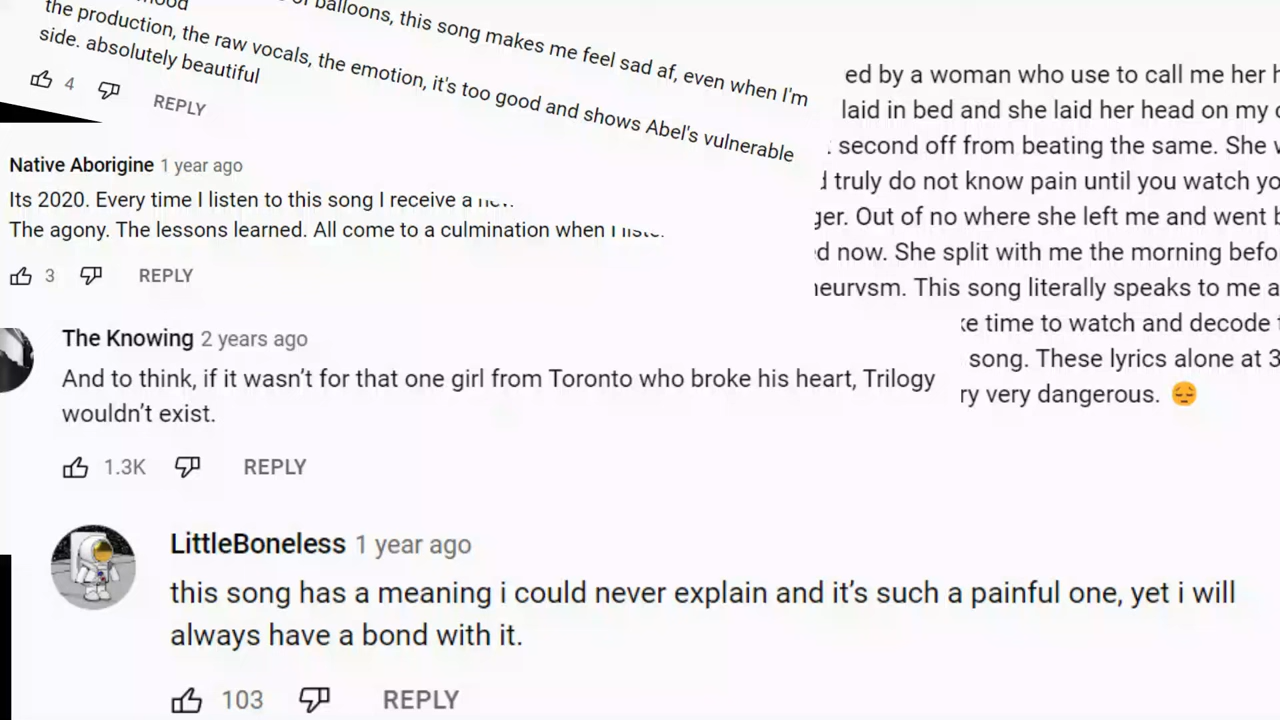 balloons, this song makes me feel sad af, even when I'm
the production, the raw vocals, the emotion, it's too good and shows Abel's vulnerable
side. absolutely beautiful
4 REPLY
Native Aborigine 1 year ago
Its 2020. Every time I listen to this song I receive a
The agony. The lessons learned. All come to a culmination when I
3 REPLY
The Knowing 2 years ago
And to think, if it wasn’t for that one girl from Toronto who broke his heart, Trilogy
wouldn’t exist.
1.3K REPLY
LittleBoneless 1 year ago
this song has a meaning i could never explain and it’s such a painful one, yet i will
always have a bond with it.
103 REPLY
ed by a woman who use to call me her
laid in bed and she laid her head on my
second off from beating the same. She
truly do not know pain until you watch
ger. Out of no where she left me and went
now. She split with me the morning
This song literally speaks to me
time to watch and decode
song. These lyrics alone at
ry very dangerous. 😔